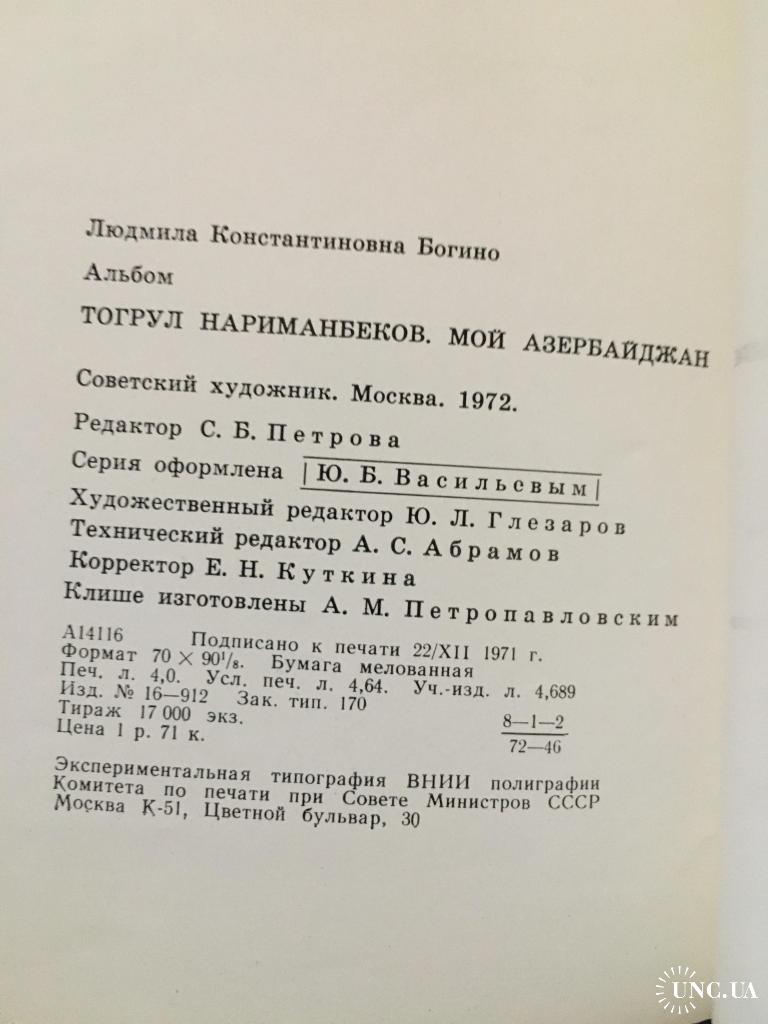 Людмила Константиновна Богино
Альбом
ТОГРУЛ НАРИМАНБЕКОВ. МОЙ АЗЕРБАЙДЖАН
Советский художник. Москва. 1972.
Редактор С. Б. Петрова
Серия оформлена |Ю. Б. Васильевым|
Художественный редактор Ю. Л. Глезаров
Технический редактор А. С. Абрамов
Корректор Е. Н. Куткина
Клише изготовлены А. М. Петропавловским
А14116 Подписано к печати 22/XII 1971 г.
Формат 70 × 90¹/₈. Бумага мелованная
Печ. л. 4,0. Усл. печ. л. 4,64. Уч.-изд. л. 4,689
Изд. № 16—912 Зак. тип. 170
Тираж 17 000 экз.
Цена 1 р. 71 к.
8—1—2
72—46
Экспериментальная типография ВНИИ полиграфии
Комитета по печати при Совете Министров СССР
Москва К-51, Цветной бульвар, 30
UNC.UA